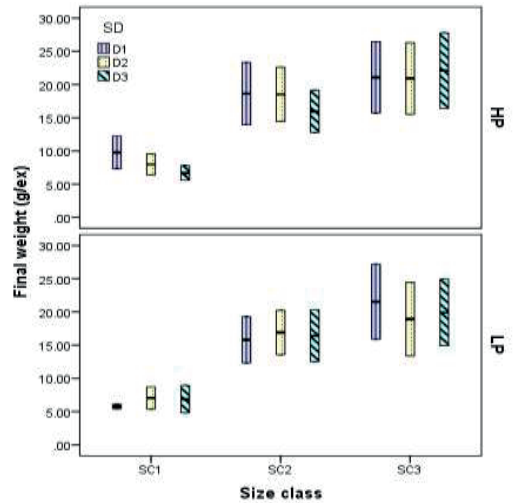 SD
D1
D2
D3
30.00
25.00
20.00
15.00
10.00
5.00
.00
HP
30.00
25.00
20.00
15.00
10.00
5.00
.00
LP
Final weight (g/ex)
SC1 SC2 SC3
Size class